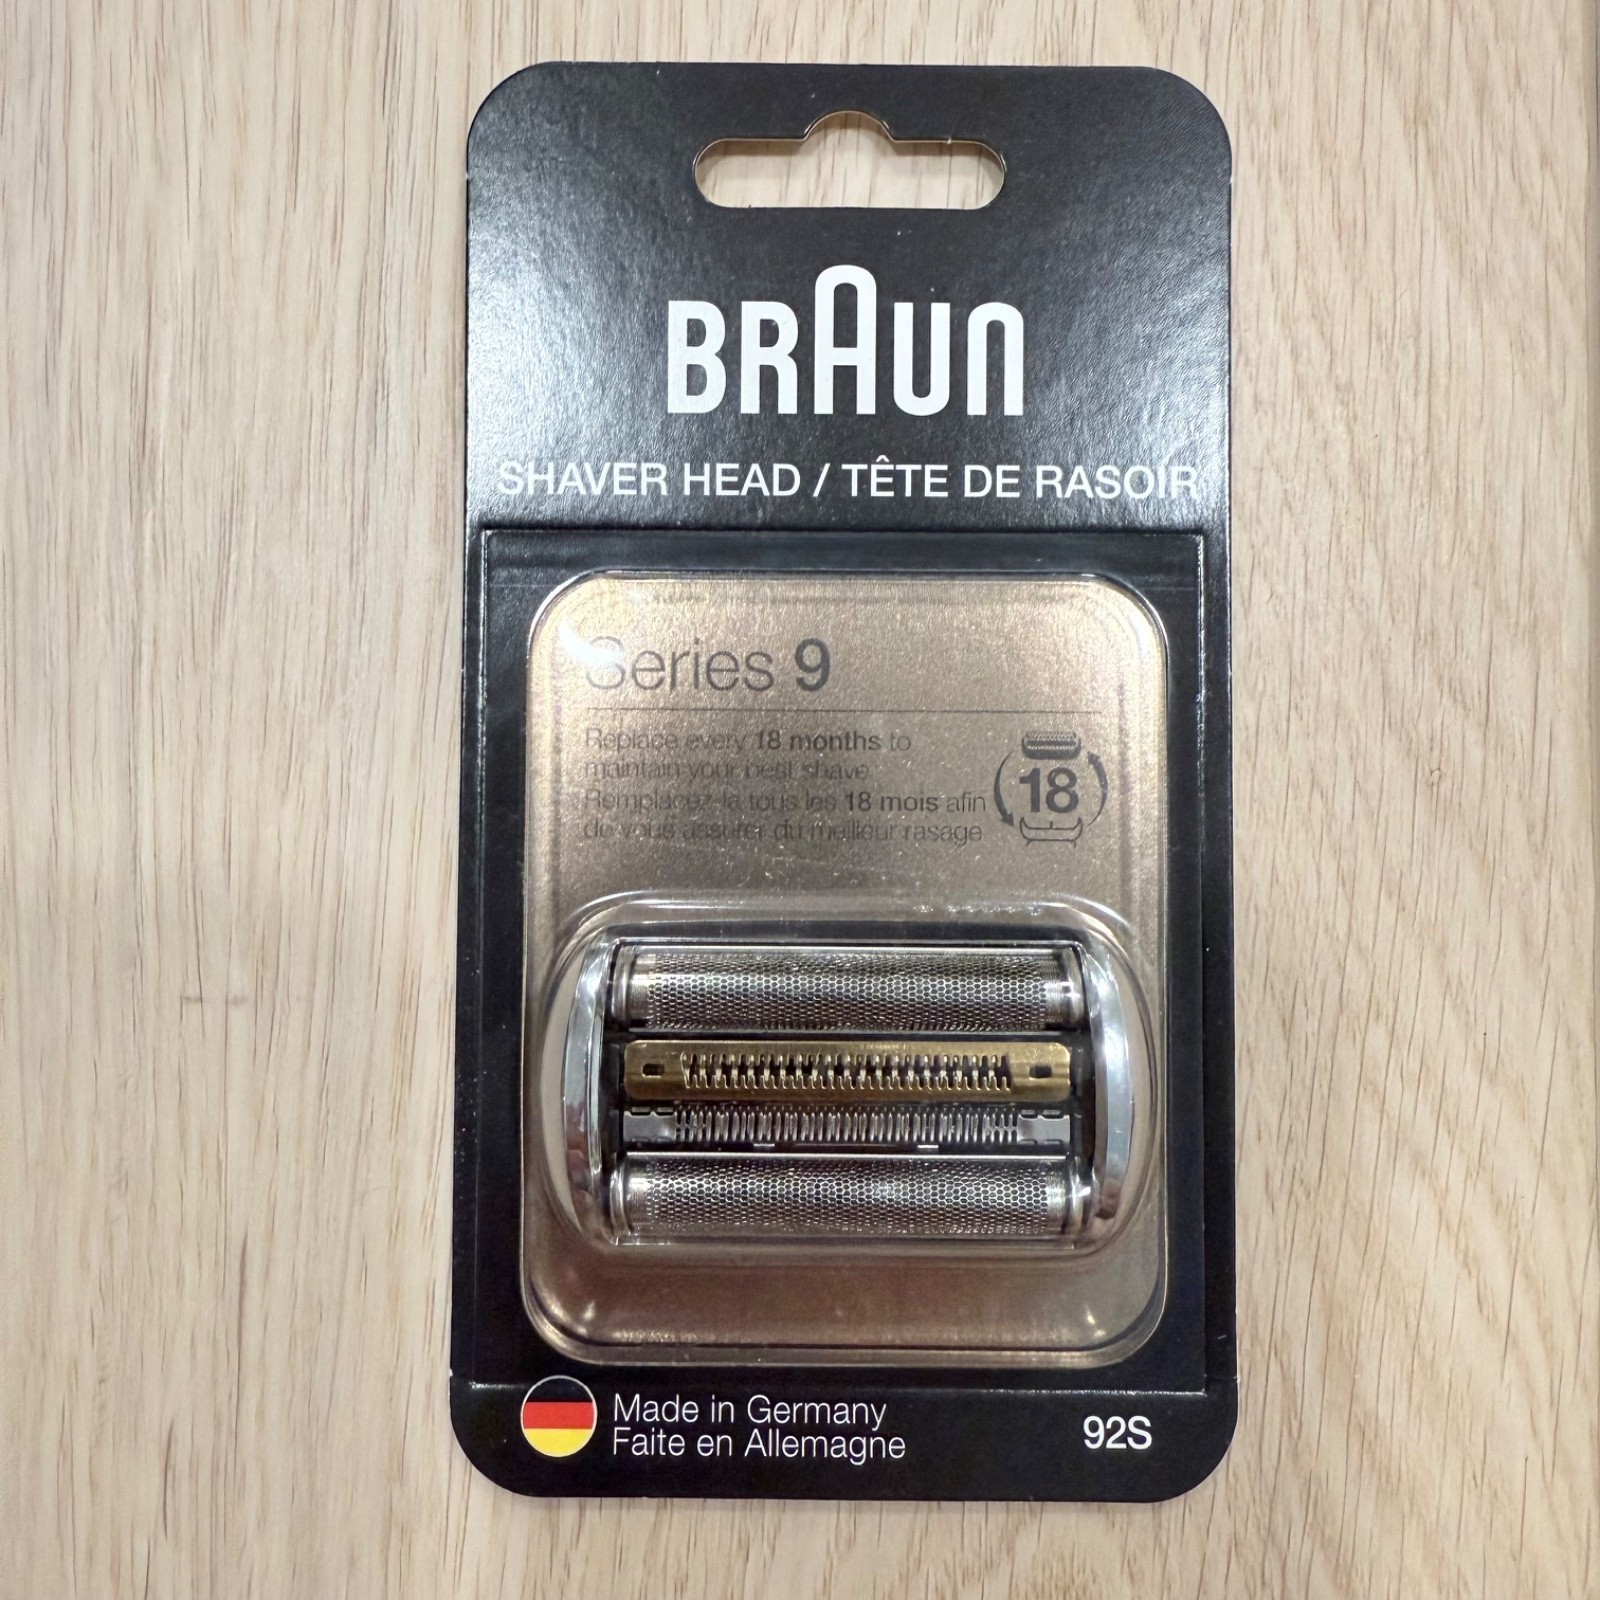 BRAUN
SHAVER HEAD / TÊTE DE RASOIR
Series 9
Replace every 18 months to
maintain your best shave
Remplacez-la tous les 18 mois afin
de vous assurer du meilleur rasage
18
Made in Germany
Faite en Allemagne
92S